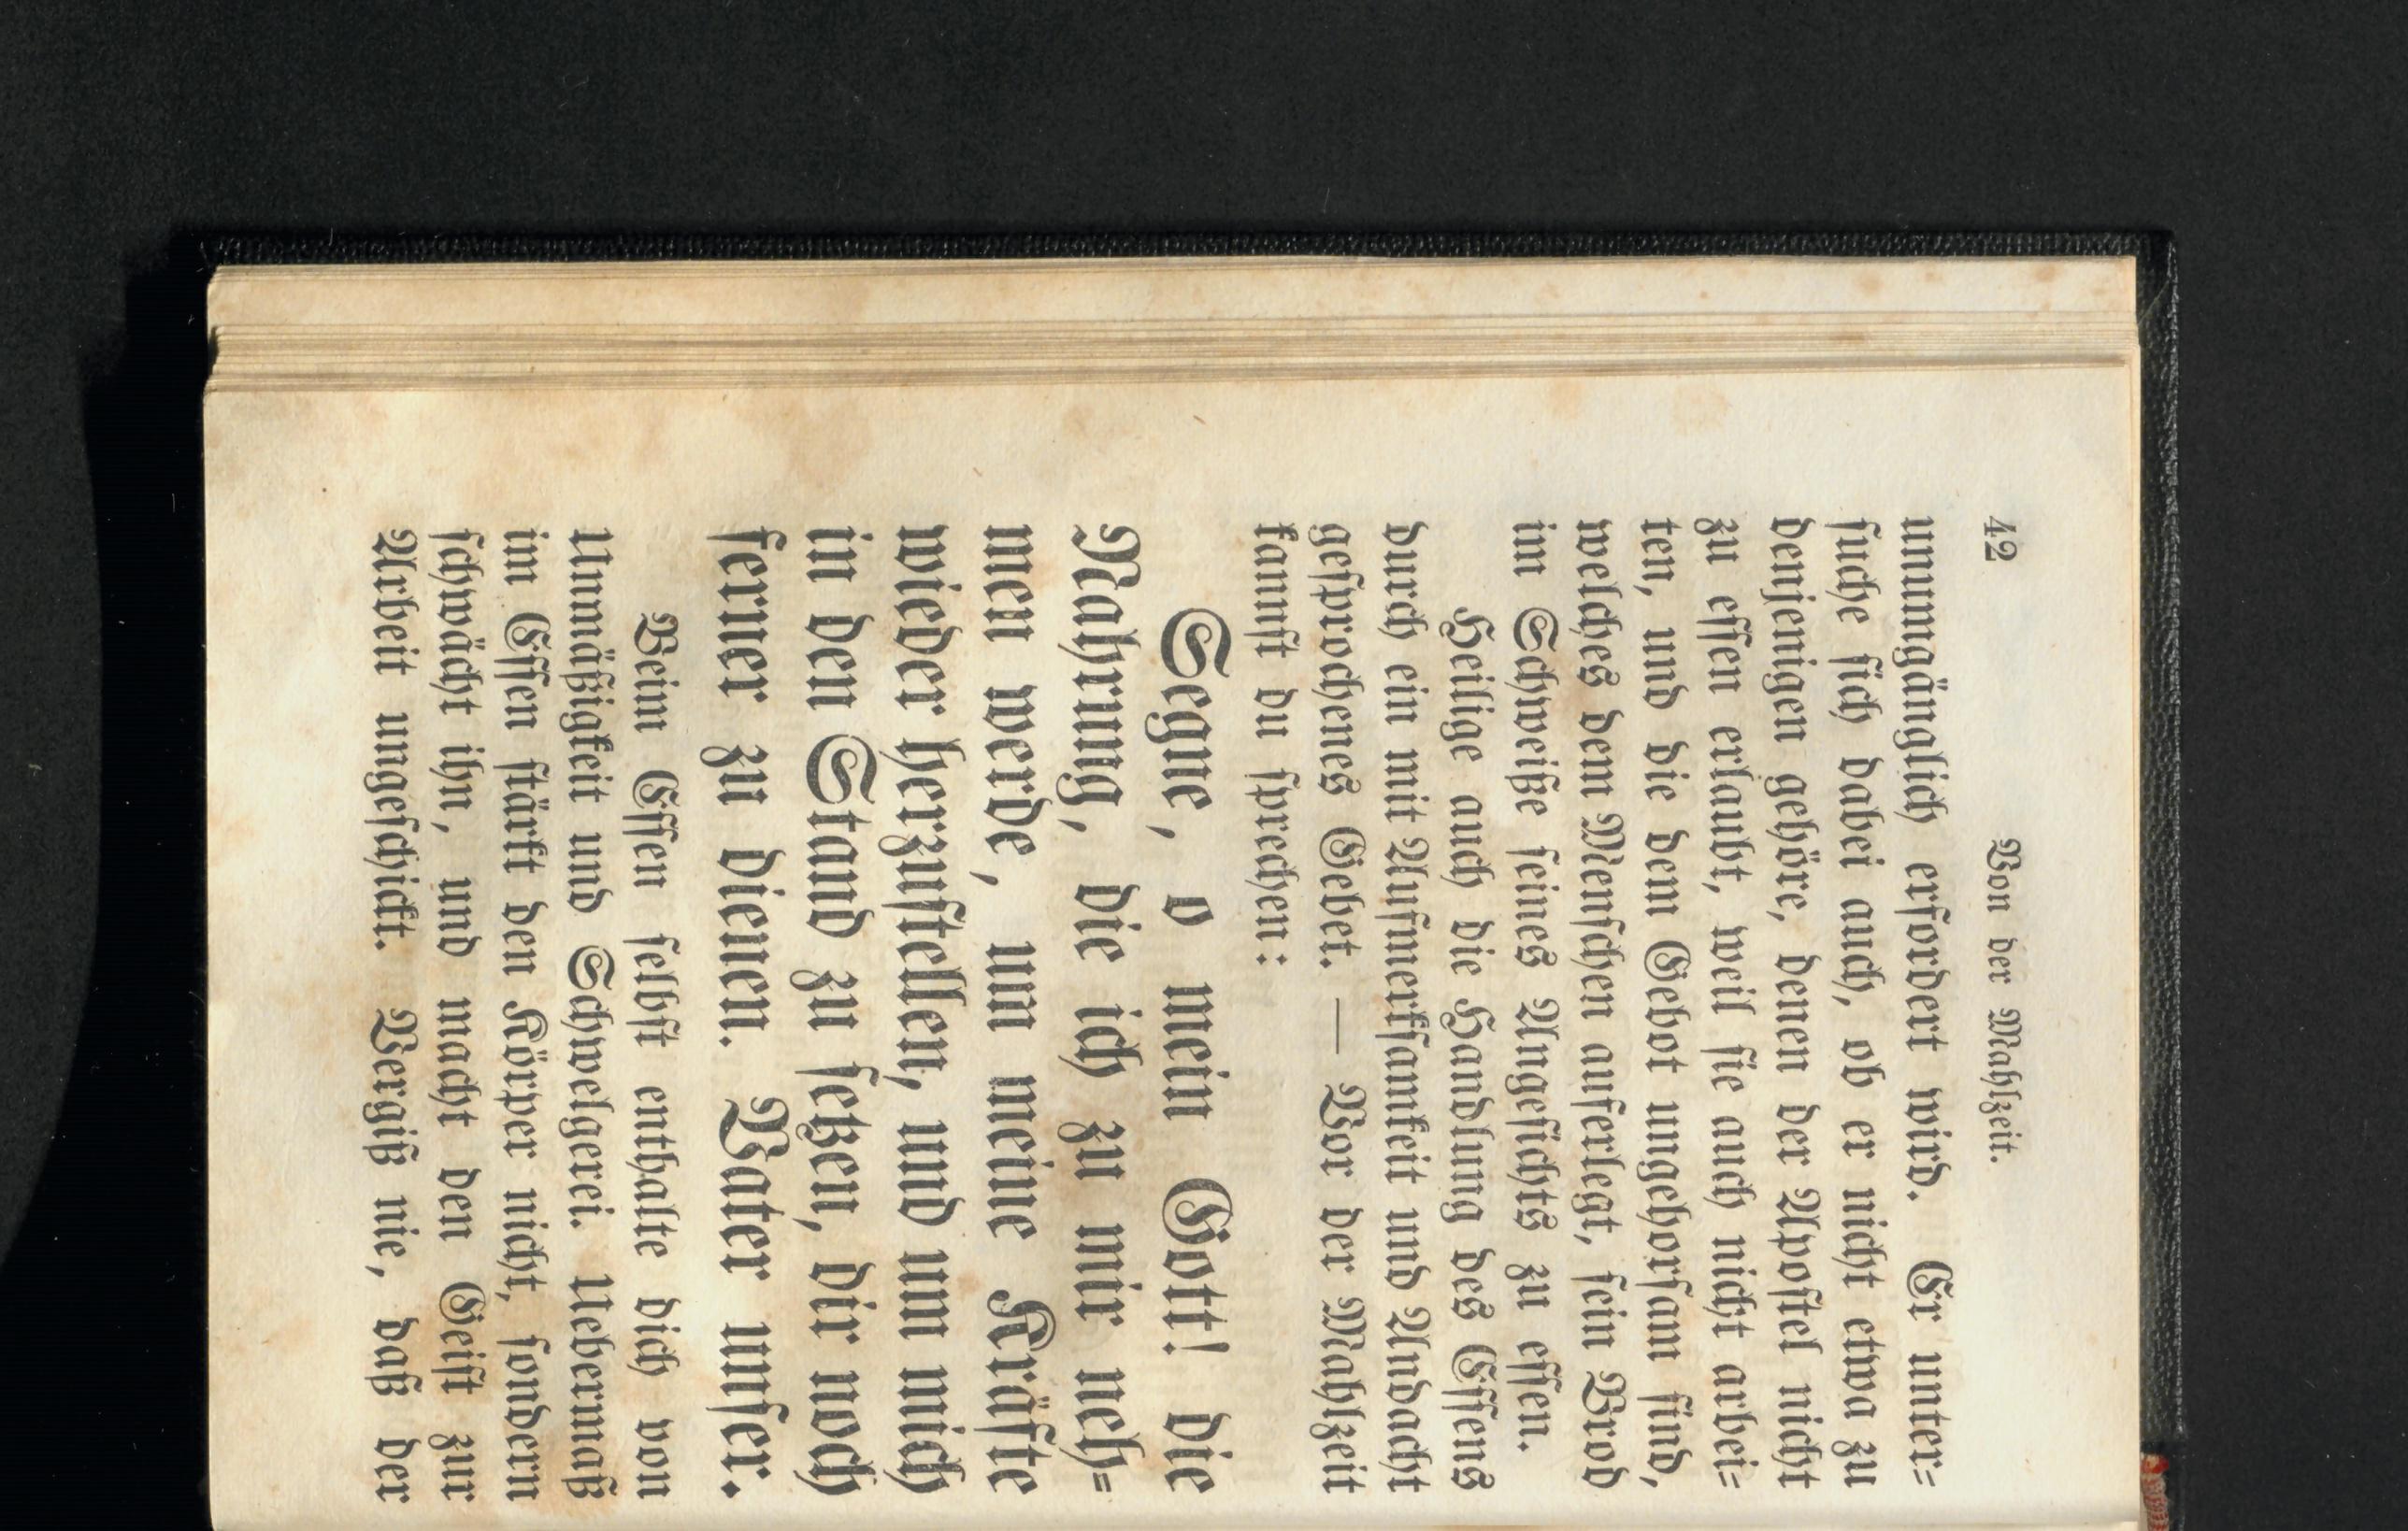 42 Von der Mahlzeit.
unumgänglich erfordert wird. Er unter=
suche sich dabei auch, ob er nicht etwa zu
denjenigen gehöre, denen der Apostel nicht
zu essen erlaubt, weil sie auch nicht arbei=
ten, und die dem Gebot ungehorsam sind,
welches dem Menschen auferlegt, sein Brod
im Schweiße seines Angesichts zu essen.
Heilige auch die Handlung des Essens
durch ein mit Aufmerksamkeit und Andacht
gesprochenes Gebet. — Vor der Mahlzeit
kannst du sprechen:
Segne, o mein Gott! die
Nahrung, die ich zu mir neh=
men werde, um meine Kräfte
wieder herzustellen, und um mich
in den Stand zu setzen, dir noch
ferner zu dienen. Vater unser.
Beim Essen selbst enthalte dich von
Unmäßigkeit und Schwelgerei. Uebermaß
im Essen stärkt den Körper nicht, sondern
schwächt ihn, und macht den Geist zur
Arbeit ungeschickt. Vergiß nie, daß der